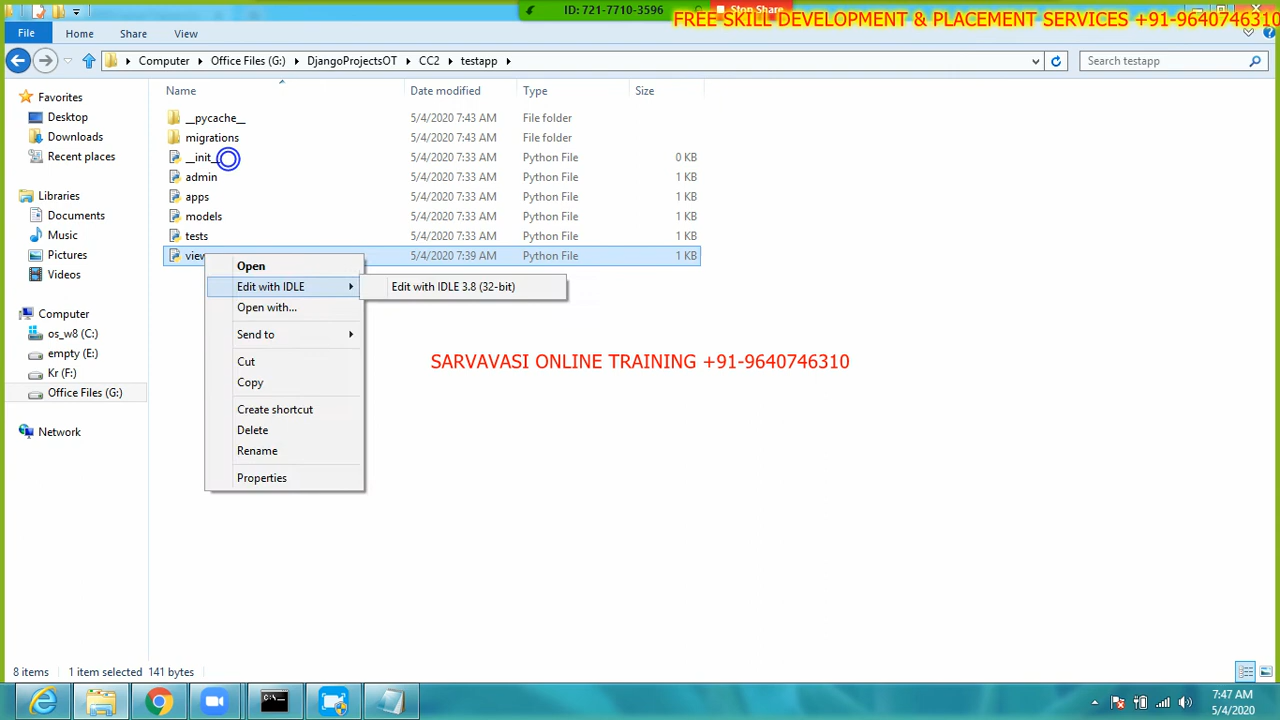 ID: 721-7710-3596
Stop Share
FREE SKILL DEVELOPMENT & PLACEMENT SERVICES +91-9640746310
File
Home
Share
View
Computer
Office Files (G:)
DjangoProjectsOT
CC2
testapp
Search testapp
Name
Date modified
Type
Size
__pycache__
5/4/2020 7:43 AM
File folder
migrations
5/4/2020 7:43 AM
File folder
__init__
5/4/2020 7:33 AM
Python File
0 KB
admin
5/4/2020 7:33 AM
Python File
1 KB
apps
5/4/2020 7:33 AM
Python File
1 KB
models
5/4/2020 7:33 AM
Python File
1 KB
tests
5/4/2020 7:33 AM
Python File
1 KB
5/4/2020 7:39 AM
Python File
1 KB
Favorites
Desktop
Downloads
Recent places
Libraries
Documents
Music
Pictures
Videos
Computer
os_w8 (C:)
empty (E:)
Kr (F:)
Office Files (G:)
Network
Open
Edit with IDLE
Edit with IDLE 3.8 (32-bit)
Open with...
Send to
Cut
Copy
Create shortcut
Delete
Rename
Properties
SARVAVASI ONLINE TRAINING +91-9640746310
8 items
1 item selected 141 bytes
7:47 AM
5/4/2020